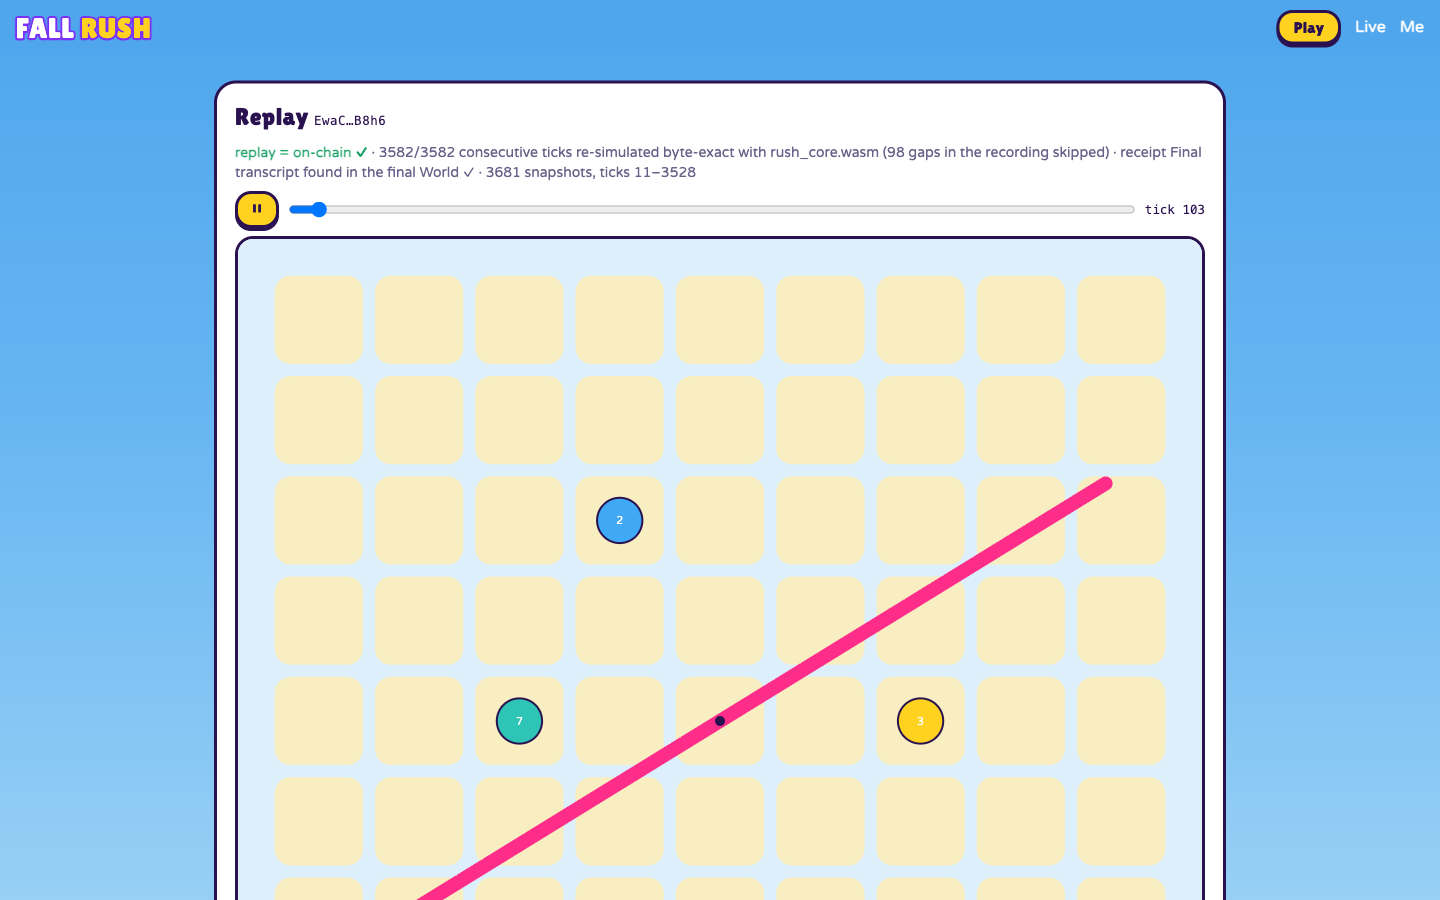 FALL RUSH
Play Live Me
Replay EwaC…B8h6
replay = on-chain ✓ · 3582/3582 consecutive ticks re-simulated byte-exact with rush_core.wasm (98 gaps in the recording skipped) · receipt Final
transcript found in the final World ✓ · 3681 snapshots, ticks 11–3528
tick 103
2
7
3